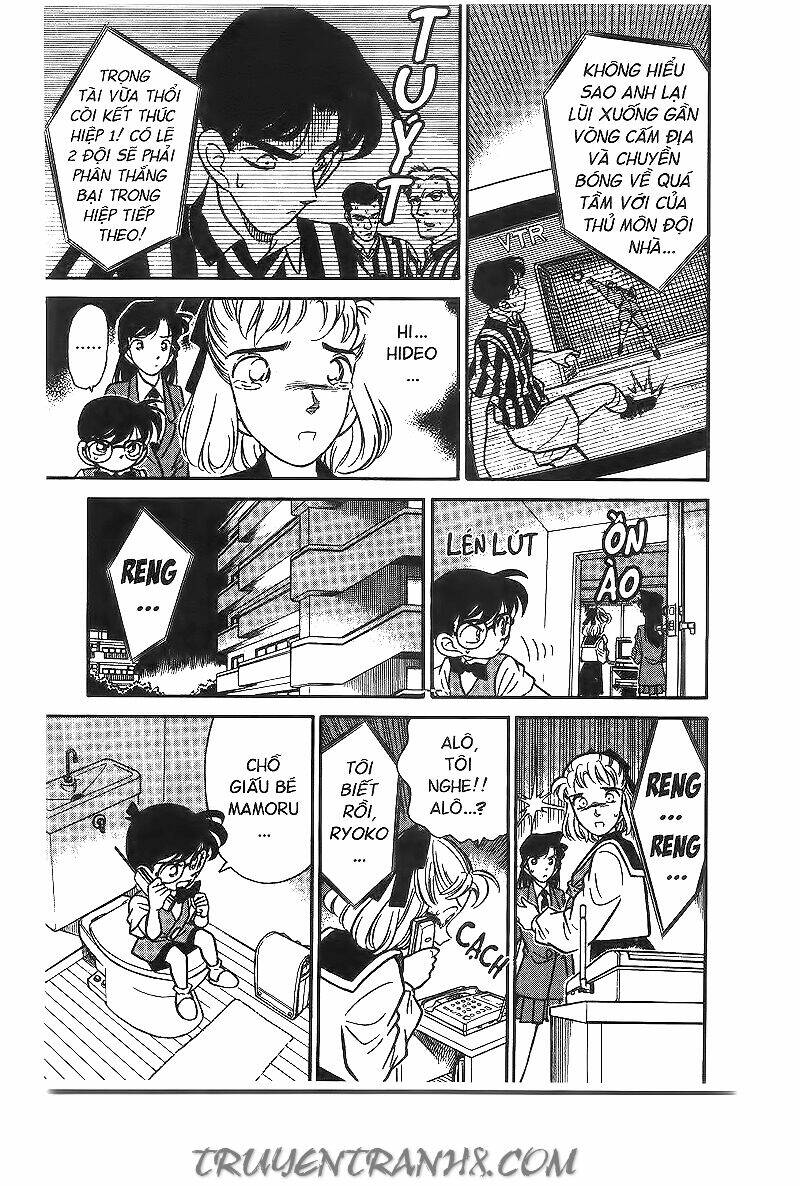 KHÔNG HIỂU
SAO ANH LẠI
LÙI XUỐNG GẦN
VÒNG CẤM ĐỊA
VÀ CHUYỀN
BÓNG VỀ QUÁ
TẦM VỚI CỦA
THỦ MÔN ĐỘI
NHÀ...
VTR
TUÝT
TRỌNG
TÀI VỪA THỔI
CÒI KẾT THÚC
HIỆP 1! CÓ LẼ
2 ĐỘI SẼ PHẢI
PHÂN THẮNG
BẠI TRONG
HIỆP TIẾP
THEO!
HI...
HIDEO
...
.....
ỒN
ÀO
LÉN LÚT
RENG
...
RENG
...
RENG
ALÔ,
TÔI
NGHE!!
ALÔ...?
TÔI
BIẾT
RỒI,
RYOKO
...
CẠCH
CHỖ
GIẤU BÉ
MAMORU
...
TRUYENTRANH8.COM